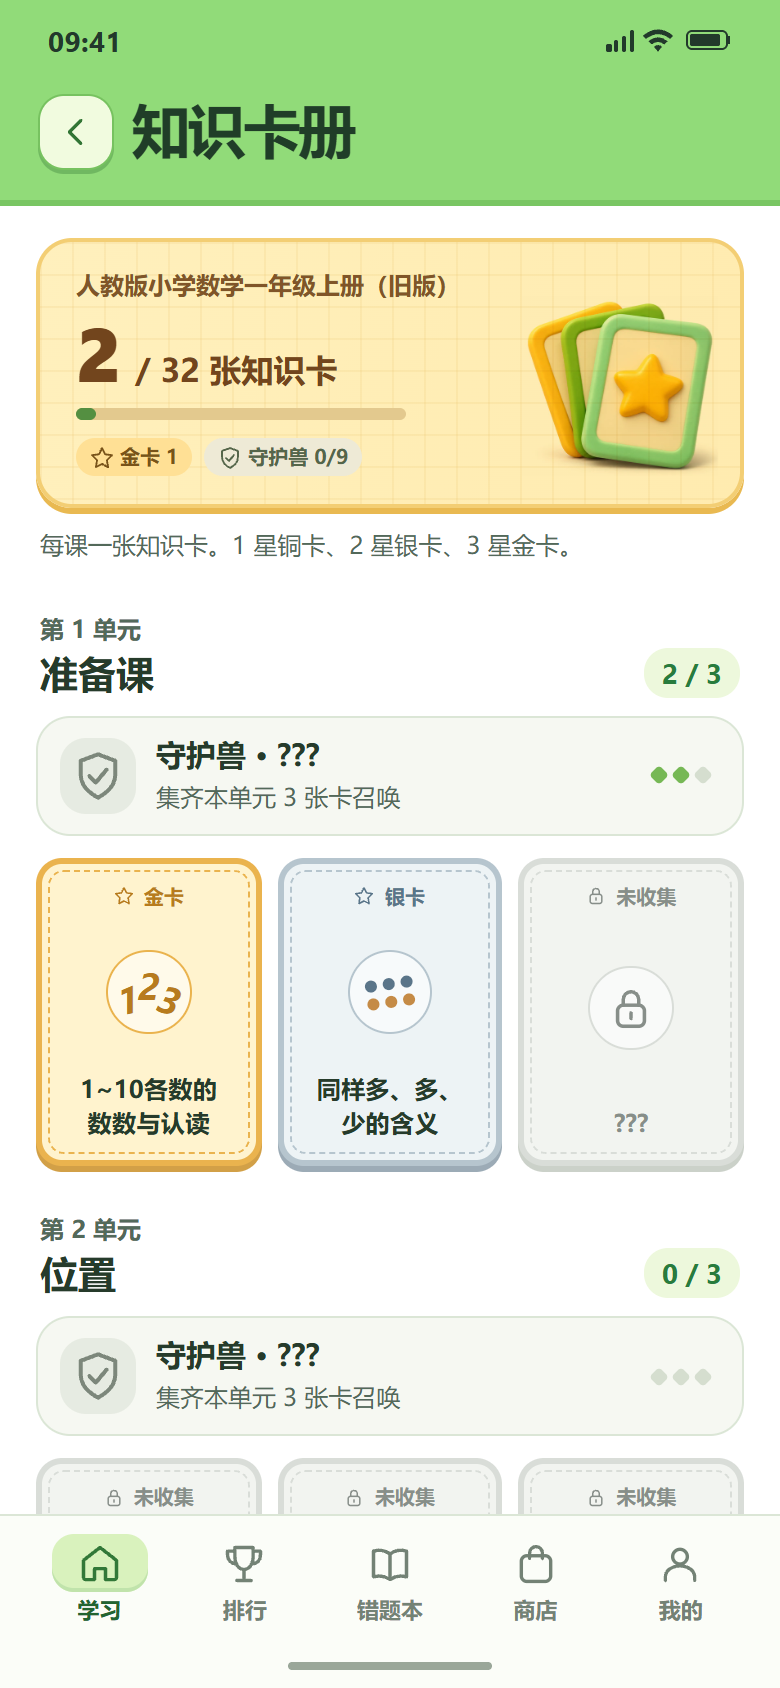 09:41
知识卡册
人教版小学数学一年级上册（旧版）
2 / 32 张知识卡
金卡 1
守护兽 0/9
每课一张知识卡。1 星铜卡、2 星银卡、3 星金卡。
第 1 单元
准备课
2 / 3
守护兽·???
集齐本单元 3 张卡召唤
金卡
123
1~10各数的
数数与认读
银卡
同样多、多、
少的含义
未收集
???
第 2 单元
位置
0 / 3
守护兽·???
集齐本单元 3 张卡召唤
未收集
未收集
未收集
学习
排行
错题本
商店
我的